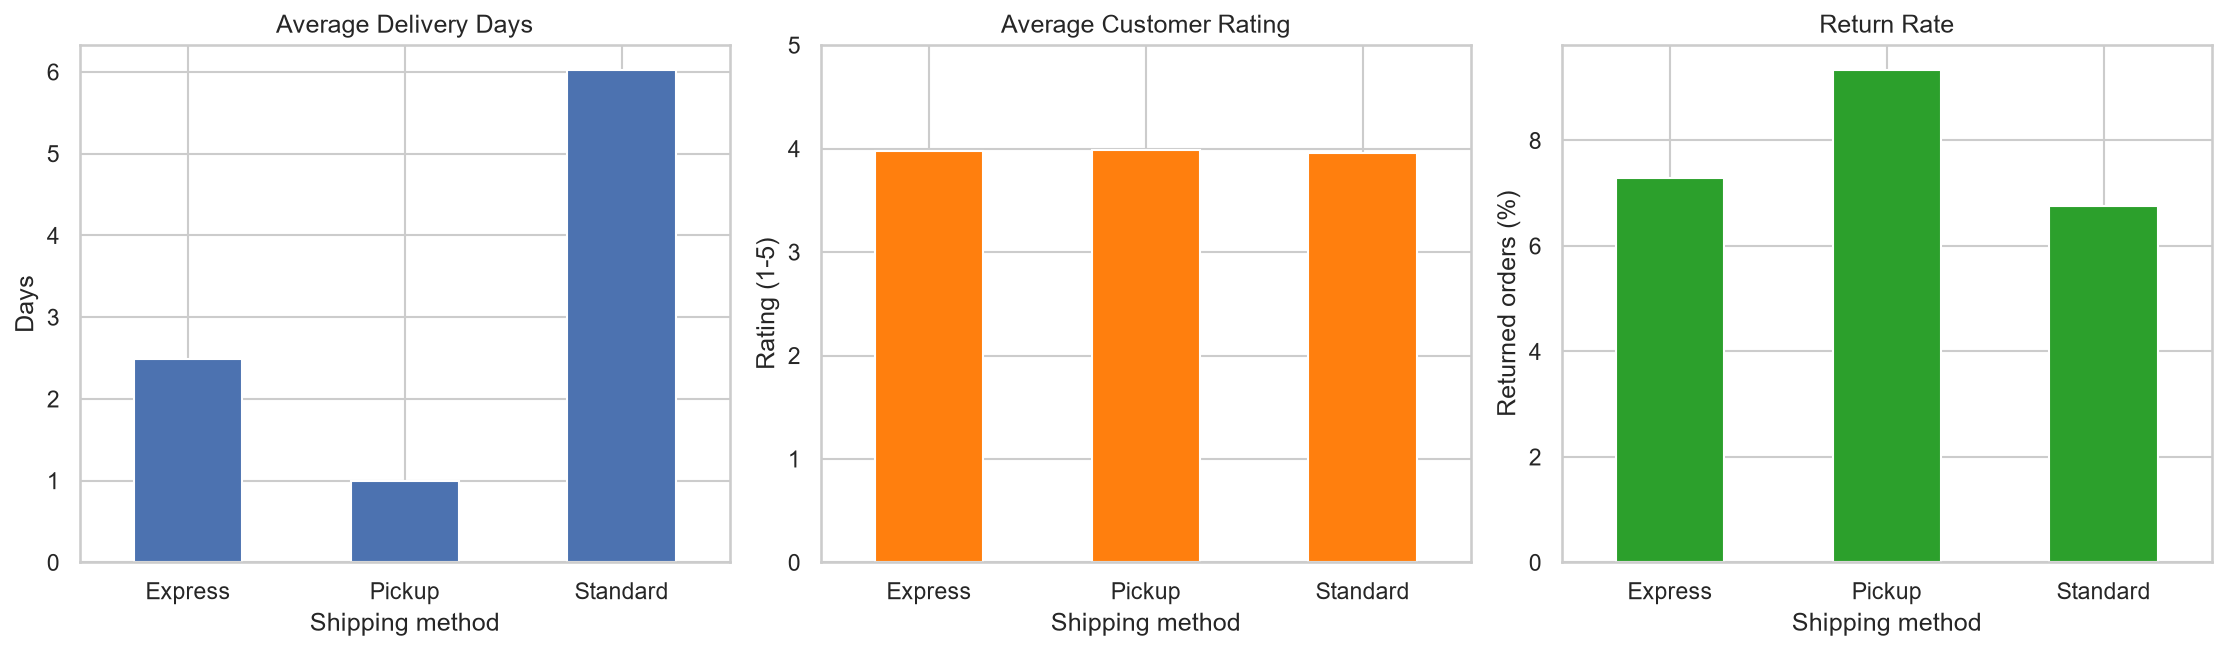 Average Delivery Days
Days
6
5
4
3
2
1
0
Express Pickup Standard
Shipping method
Average Customer Rating
Rating (1-5)
5
4
3
2
1
0
Express Pickup Standard
Shipping method
Return Rate
Returned orders (%)
8
6
4
2
0
Express Pickup Standard
Shipping method